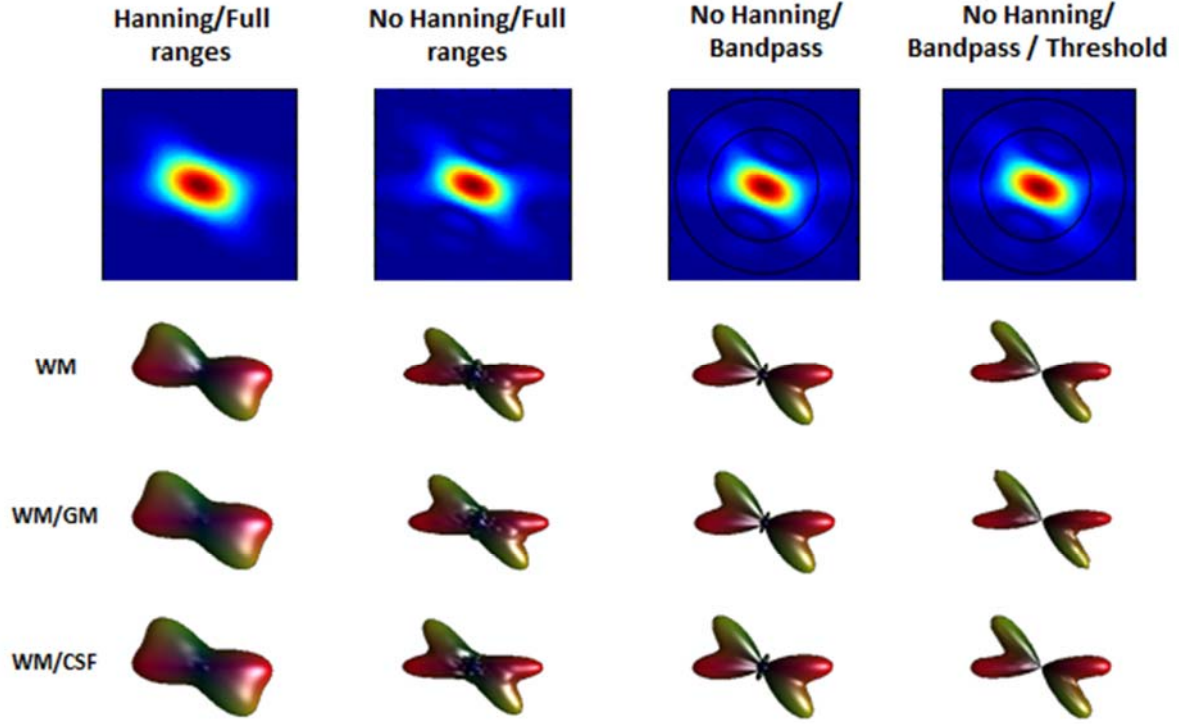 Hanning/Full
ranges
No Hanning/Full
ranges
No Hanning/
Bandpass
No Hanning/
Bandpass / Threshold
WM
WM/GM
WM/CSF